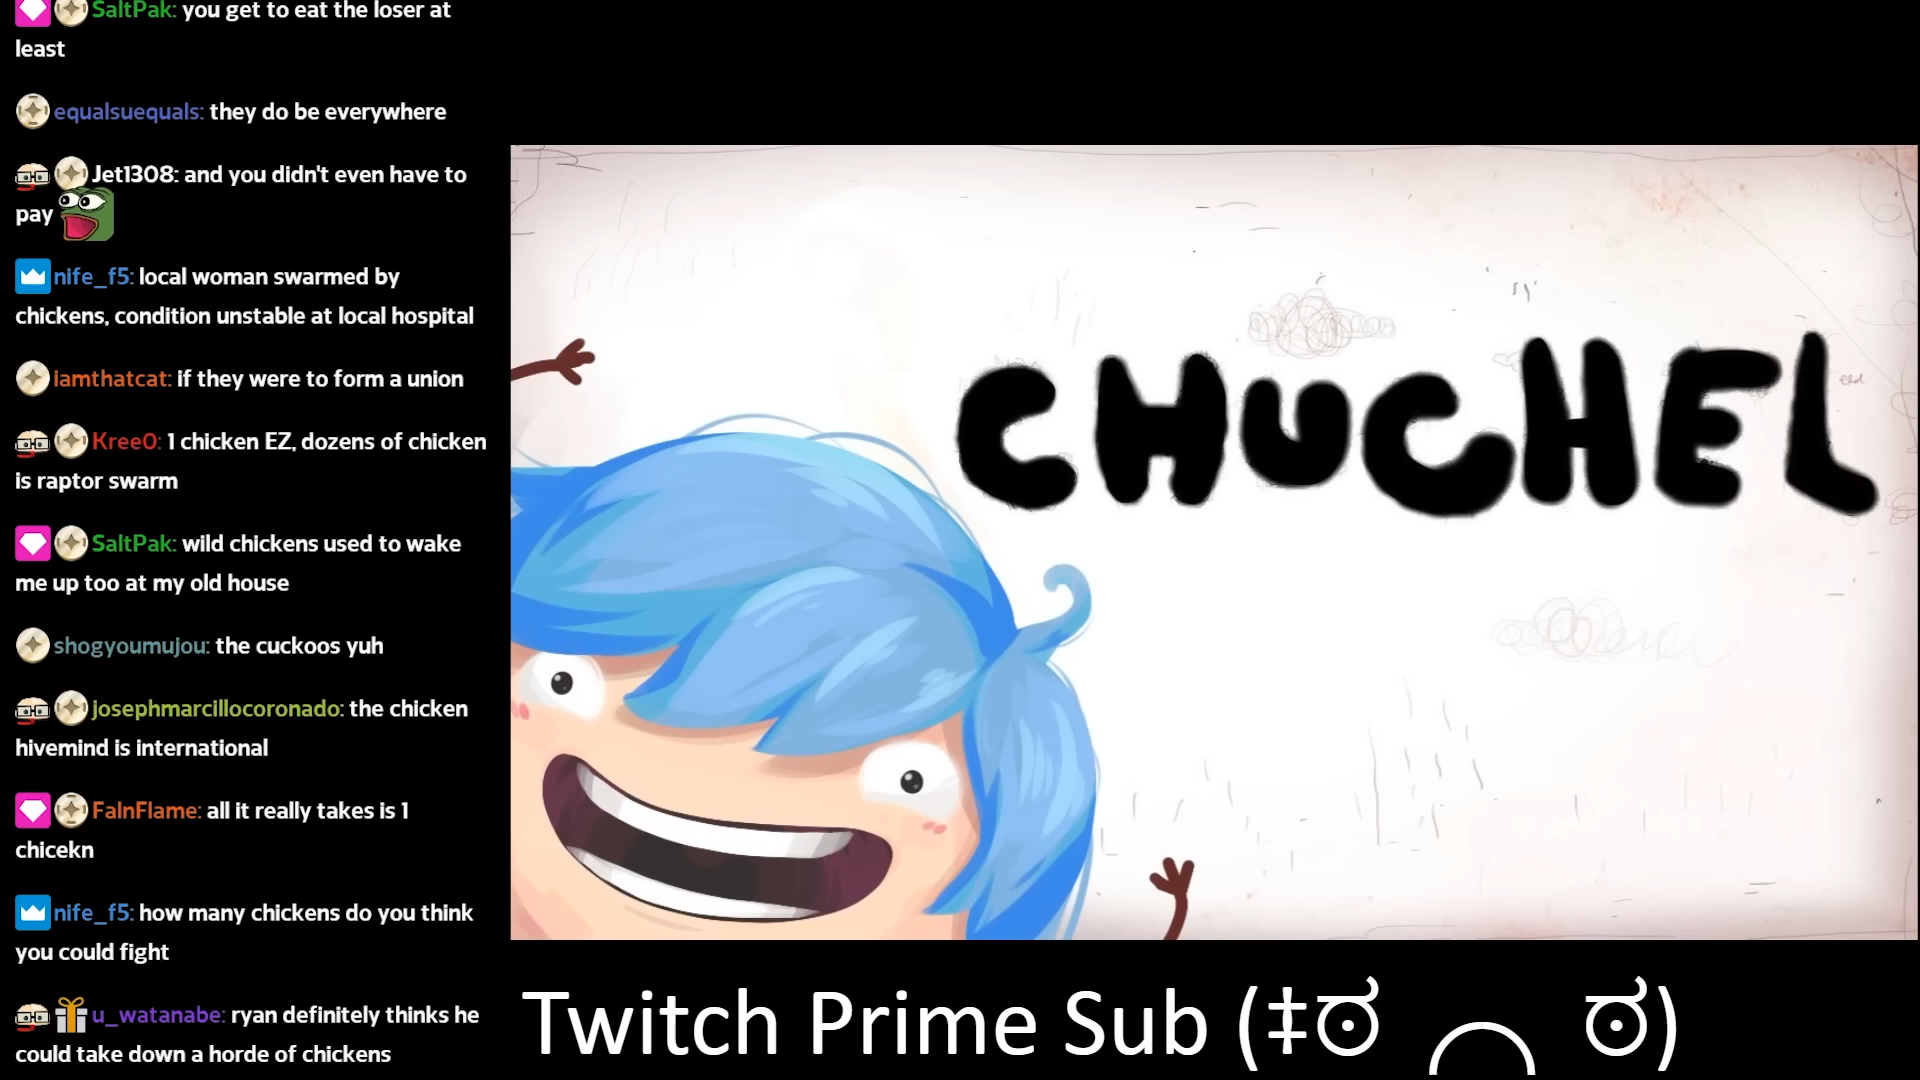 SaltPak: you get to eat the loser at
least
equalsuequals: they do be everywhere
Jet1308: and you didn't even have to
pay
nife_f5: local woman swarmed by
chickens, condition unstable at local hospital
iamthatcat: if they were to form a union
Kree0: 1 chicken EZ, dozens of chicken
is raptor swarm
SaltPak: wild chickens used to wake
me up too at my old house
shogyoumujou: the cuckoos yuh
josephmarcillocoronado: the chicken
hivemind is international
FalnFlame: all it really takes is 1
chicekn
nife_f5: how many chickens do you think
you could fight
u_watanabe: ryan definitely thinks he
could take down a horde of chickens
CHUCHEL
Twitch Prime Sub (‡ಠ ⁔ ಠ)